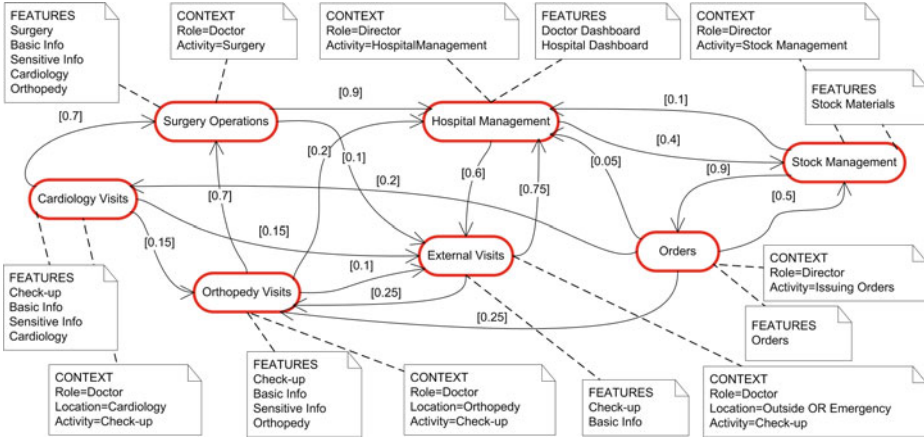 FEATURES
Surgery
Basic Info
Sensitive Info
Cardiology
Orthopedy
CONTEXT
Role=Doctor
Activity=Surgery
CONTEXT
Role=Director
Activity=HospitalManagement
FEATURES
Doctor Dashboard
Hospital Dashboard
CONTEXT
Role=Director
Activity=Stock Management
FEATURES
Stock Materials
[0.7]
Surgery Operations
[0.9]
Hospital Management
[0.1]
[0.4]
Stock Management
[0.1]
[0.2]
[0.6]
[0.75]
[0.05]
[0.9]
[0.5]
Cardiology Visits
[0.7]
[0.2]
[0.15]
[0.15]
External Visits
Orders
Orthopedy Visits
[0.1]
[0.25]
[0.25]
CONTEXT
Role=Director
Activity=Issuing Orders
FEATURES
Orders
FEATURES
Check-up
Basic Info
Sensitive Info
Cardiology
CONTEXT
Role=Doctor
Location=Cardiology
Activity=Check-up
FEATURES
Check-up
Basic Info
Sensitive Info
Orthopedy
CONTEXT
Role=Doctor
Location=Orthopedy
Activity=Check-up
FEATURES
Check-up
Basic Info
CONTEXT
Role=Doctor
Location=Outside OR Emergency
Activity=Check-up